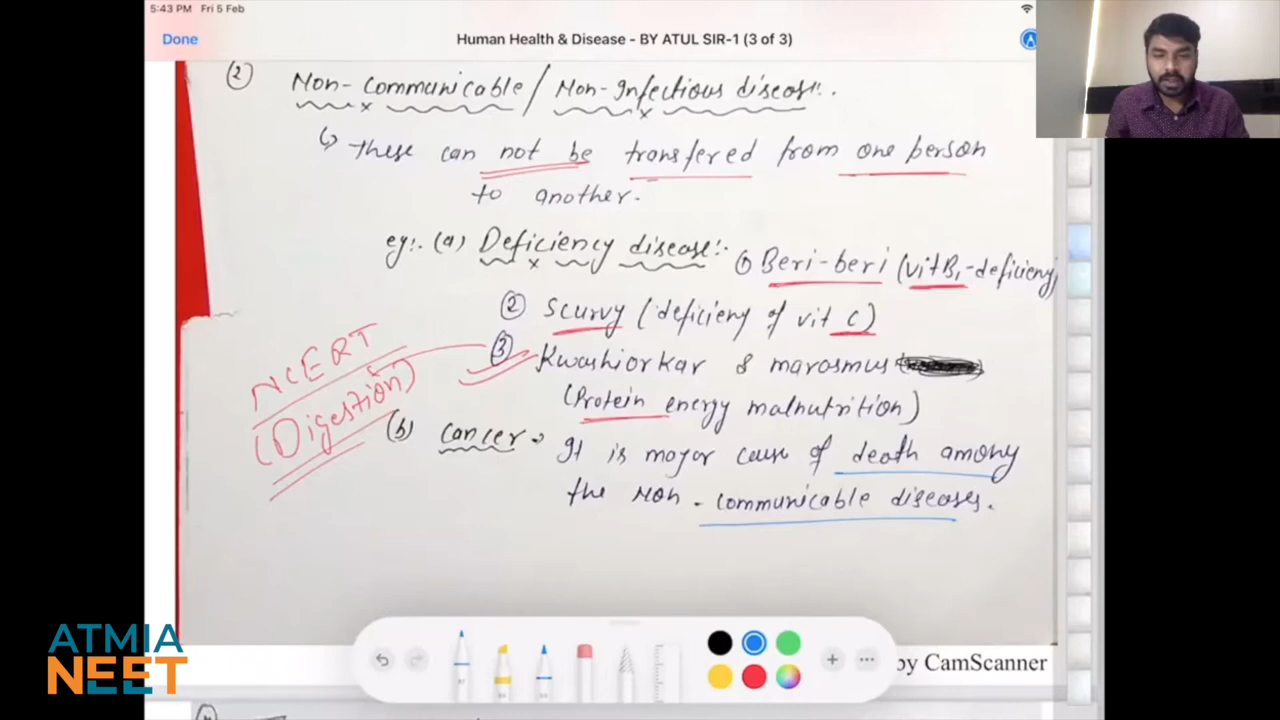 5:43 PM Fri 5 Feb
Done
Human Health & Disease - BY ATUL SIR-1 (3 of 3)
(2) Non-Communicable / Non-Infectious disease:-
↳ These can not be transfered from one person
to another.
eg:- (a) Deficiency disease:- ① Beri-beri (vit B1-deficiency)
② Scurvy (deficieny of vit C)
③ Kwashiorkar & marosmus
(Protein energy malnutrition)
NCERT
(Digestion)
(b) Cancer → It is major cause of death among
the Non-communicable diseases.
by CamScanner
ATMIA
NEET